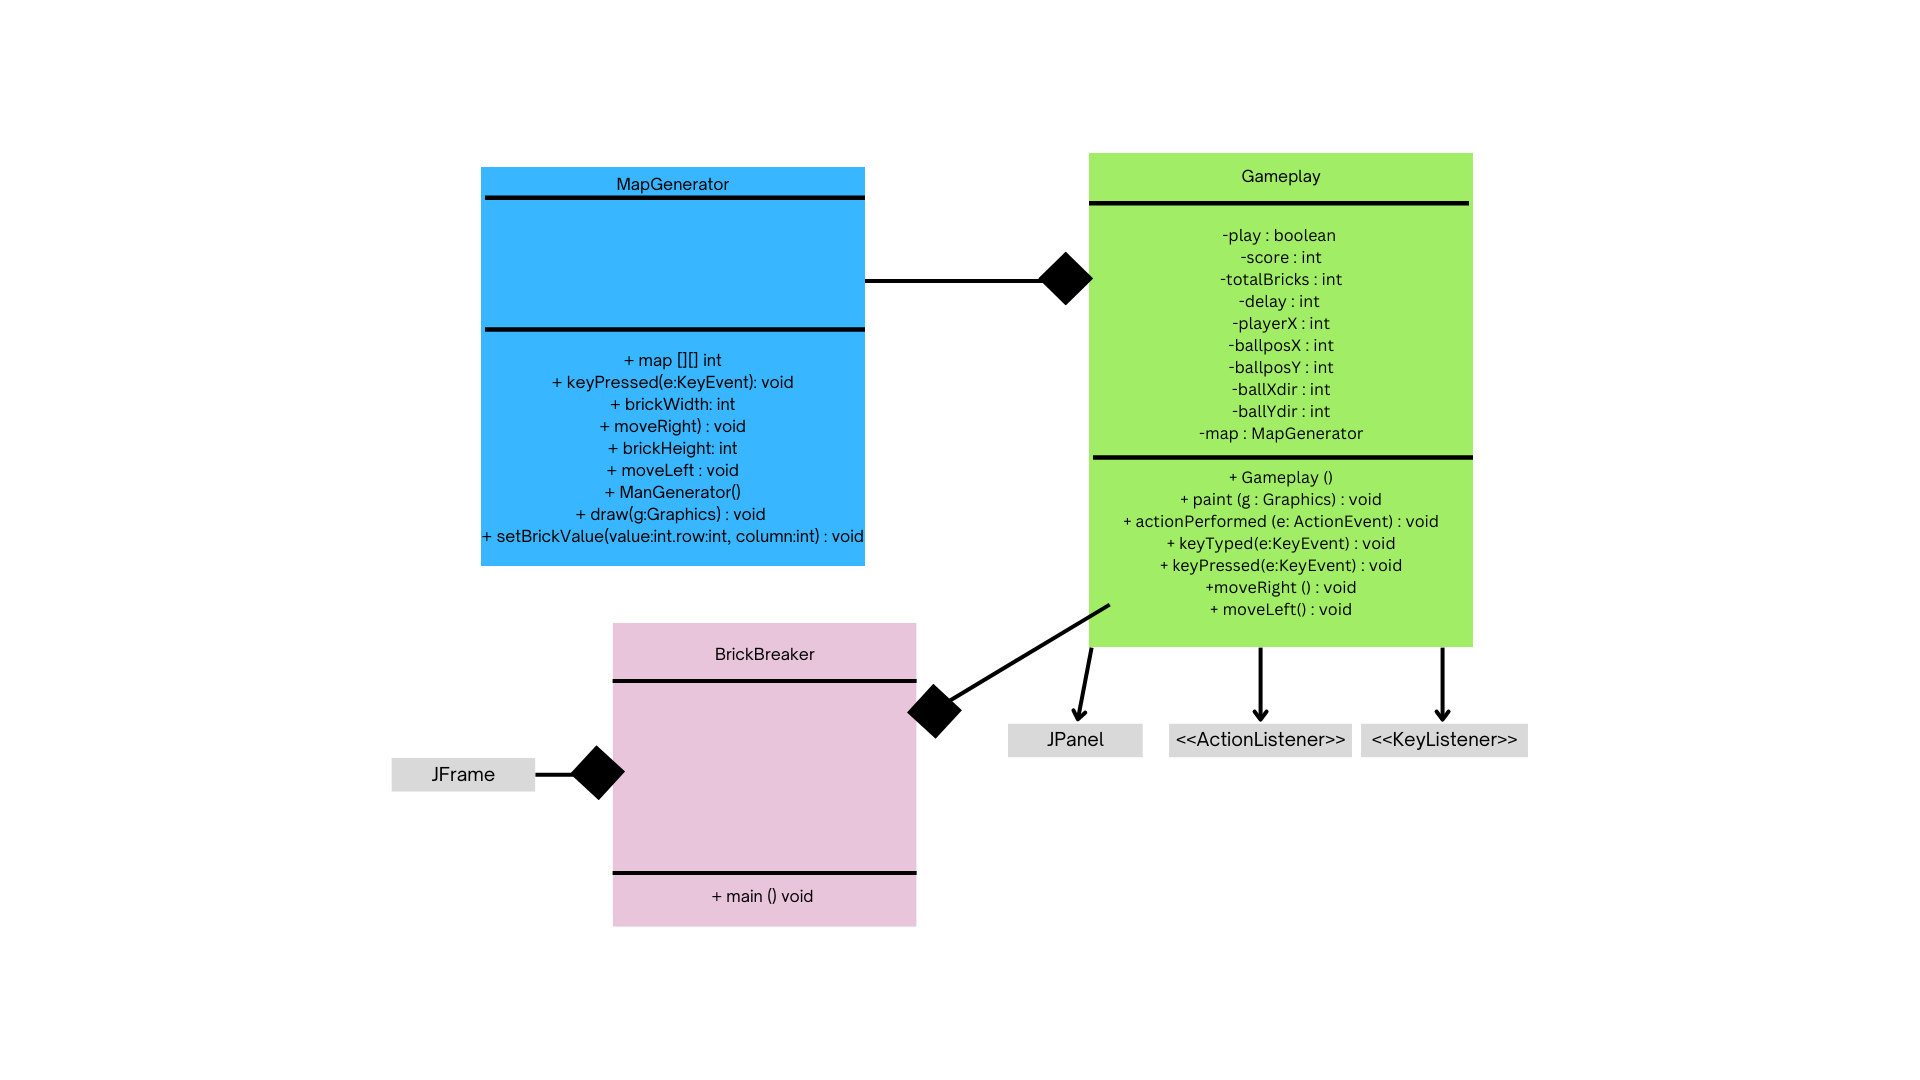 MapGenerator
+ map [][] int
+ keyPressed(e:KeyEvent): void
+ brickWidth: int
+ moveRight) : void
+ brickHeight: int
+ moveLeft : void
+ ManGenerator()
+ draw(g:Graphics) : void
+ setBrickValue(value:int.row:int, column:int) : void
Gameplay
-play : boolean
-score : int
-totalBricks : int
-delay : int
-playerX : int
-ballposX : int
-ballposY : int
-ballXdir : int
-ballYdir : int
-map : MapGenerator
+ Gameplay ()
+ paint (g : Graphics) : void
+ actionPerformed (e: ActionEvent) : void
+ keyTyped(e:KeyEvent) : void
+ keyPressed(e:KeyEvent) : void
+moveRight () : void
+ moveLeft() : void
BrickBreaker
+ main () void
JFrame
JPanel
<<ActionListener>>
<<KeyListener>>